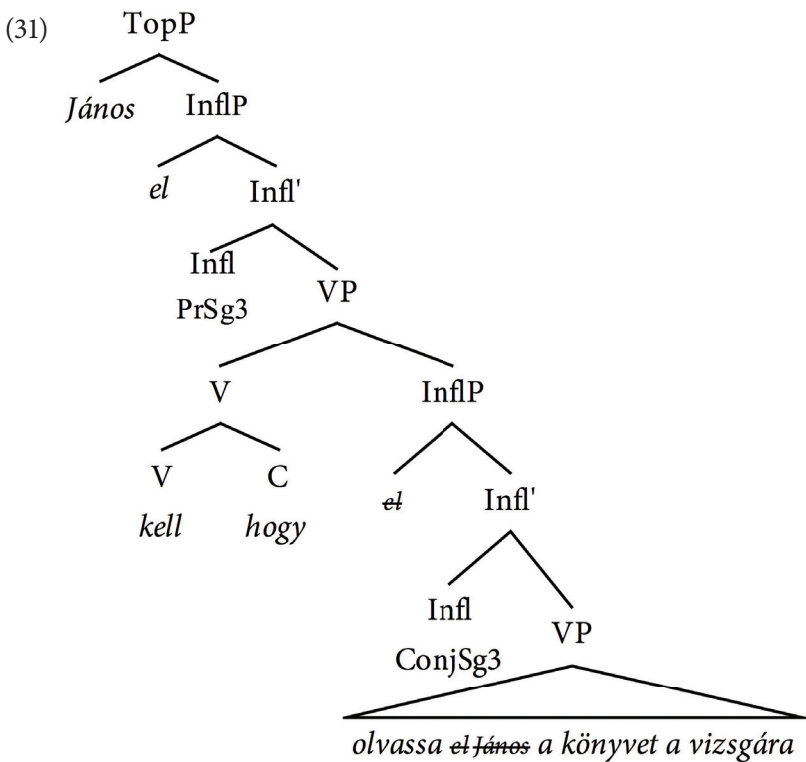 (31) TopP
János InflP
el Infl'
Infl
PrSg3 VP
V InflP
V C el Infl'
kell hogy
Infl VP
ConjSg3
olvassa el János a könyvet a vizsgára